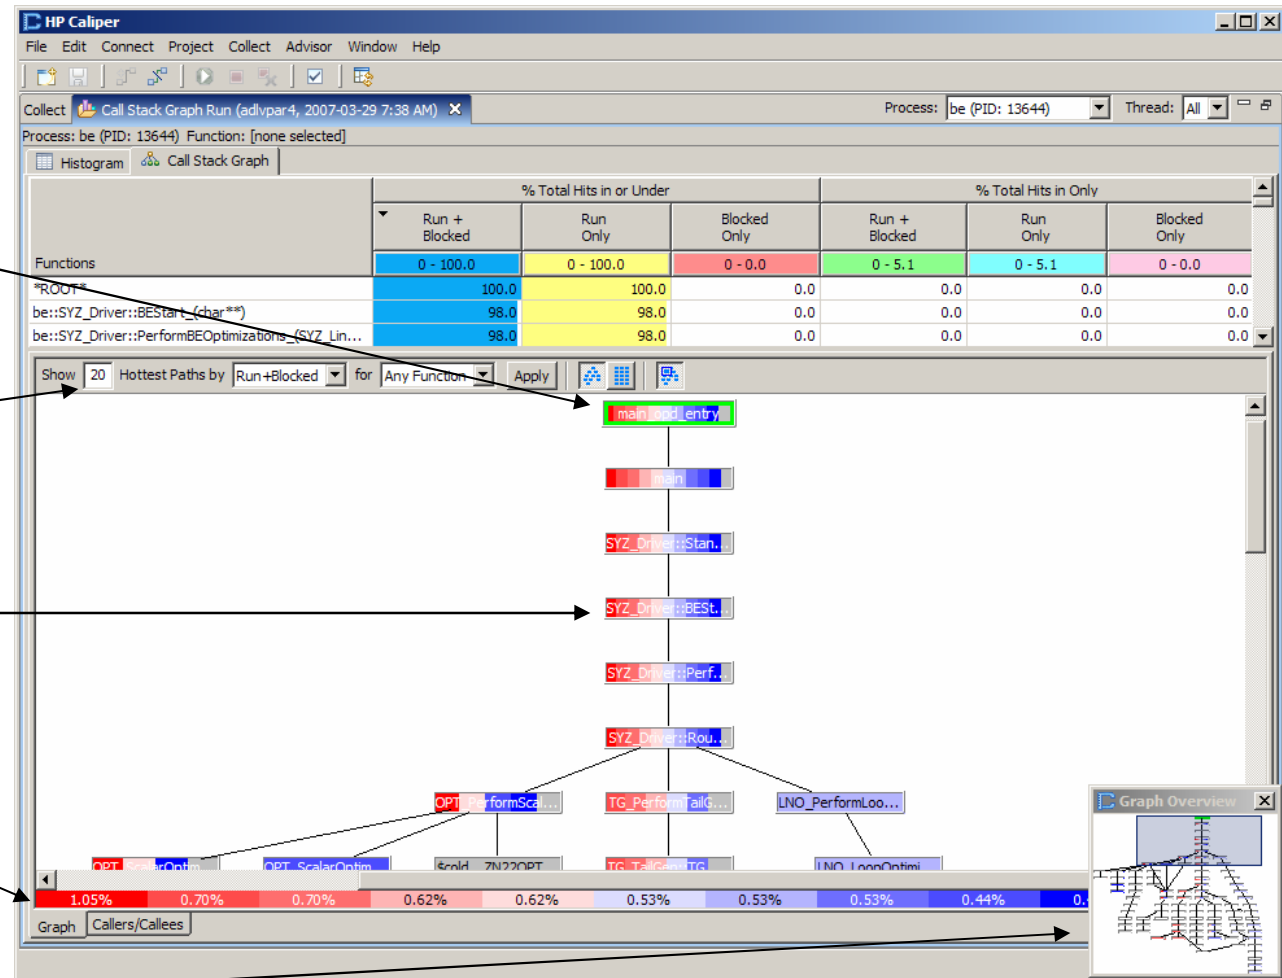 HP Caliper
File Edit Connect Project Collect Advisor Window Help
Collect Call Stack Graph Run (adlvpar4, 2007-03-29 7:38 AM) Process: be (PID: 13644) Thread: All
Process: be (PID: 13644) Function: [none selected]
Histogram Call Stack Graph
% Total Hits in or Under % Total Hits in Only
Run + Blocked Run Only Blocked Only Run + Blocked Run Only Blocked Only
Functions 0 - 100.0 0 - 100.0 0 - 0.0 0 - 5.1 0 - 5.1 0 - 0.0
*ROOT* 100.0 100.0 0.0 0.0 0.0 0.0
be::SYZ_Driver::BEStart_(char**) 98.0 98.0 0.0 0.0 0.0 0.0
be::SYZ_Driver::PerformBEOptimizations_(SYZ_Lin... 98.0 98.0 0.0 0.0 0.0 0.0
Show 20 Hottest Paths by Run+Blocked for Any Function Apply
main_opd_entry
main
SYZ_Driver::Stan...
SYZ_Driver::BESt...
SYZ_Driver::Perf...
SYZ_Driver::Rou...
OPT_PerformScal... TG_PerformTailG... LNO_PerformLoo...
OPT_ScalarOptim OPT_ScalarOptim $cold__ZN22OPT TG_TailGen::TG LNO_LoopOptimi
1.05% 0.70% 0.70% 0.62% 0.62% 0.53% 0.53% 0.53% 0.44% 0.
Graph Callers/Callees
Graph Overview